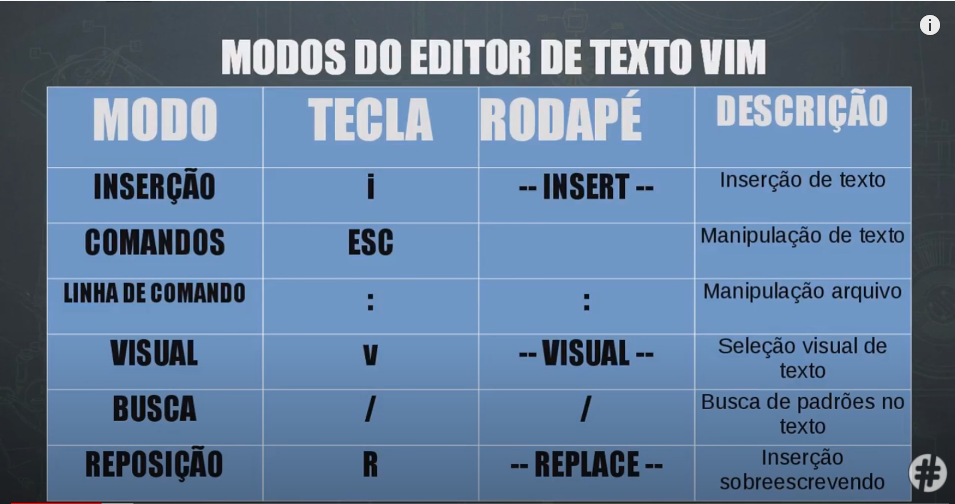 MODOS DO EDITOR DE TEXTO VIM
MODO TECLA RODAPÉ DESCRIÇÃO
INSERÇÃO i -- INSERT -- Inserção de texto
COMANDOS ESC Manipulação de texto
LINHA DE COMANDO : : Manipulação arquivo
VISUAL v -- VISUAL -- Seleção visual de
texto
BUSCA / / Busca de padrões no
texto
REPOSIÇÃO R -- REPLACE -- Inserção
sobreescrevendo
#